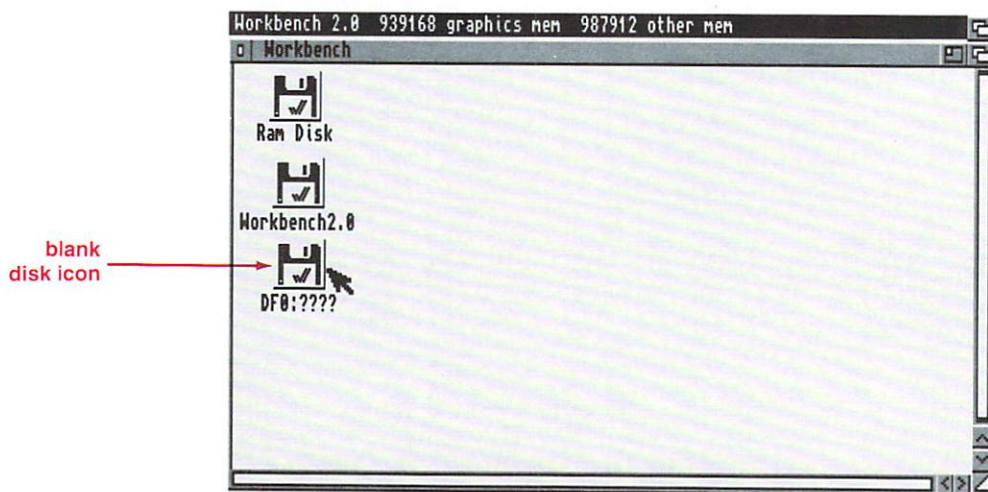 Workbench 2.0 939168 graphics mem 987912 other mem
Workbench
Ram Disk
Workbench2.0
blank
disk icon
DF0:????